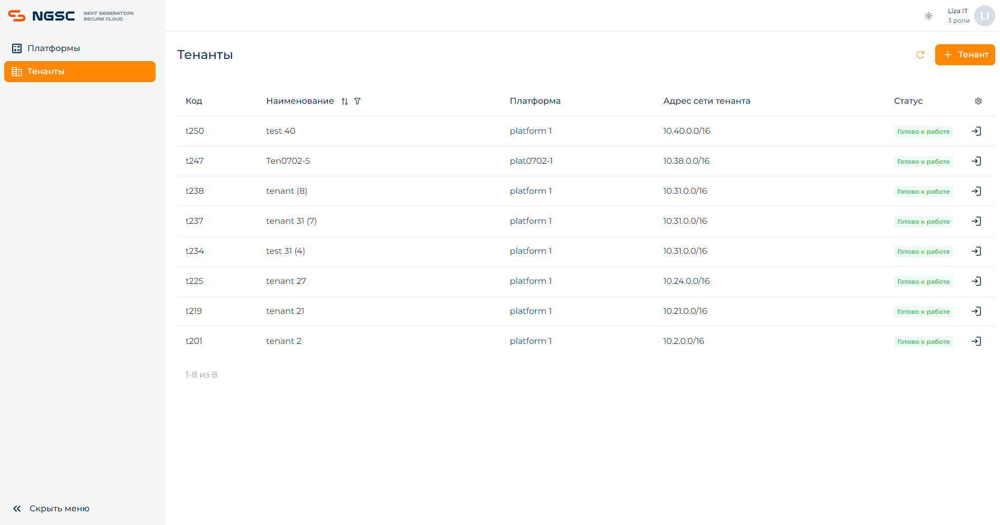 NGSC
NEXT GENERATION
SECURE CLOUD
Liza IT
3 роли
LI
Платформы
Тенанты
Скрыть меню
Тенанты
Тенант
Код Наименование Платформа Адрес сети тенанта Статус
t250 test 40 platform 1 10.40.0.0/16 Готово к работе
t247 Ten0702-5 plat0702-1 10.38.0.0/16 Готово к работе
t238 tenant (8) platform 1 10.31.0.0/16 Готово к работе
t237 tenant 31 (7) platform 1 10.31.0.0/16 Готово к работе
t234 test 31 (4) platform 1 10.31.0.0/16 Готово к работе
t225 tenant 27 platform 1 10.24.0.0/16 Готово к работе
t219 tenant 21 platform 1 10.21.0.0/16 Готово к работе
t201 tenant 2 platform 1 10.2.0.0/16 Готово к работе
1-8 из 8